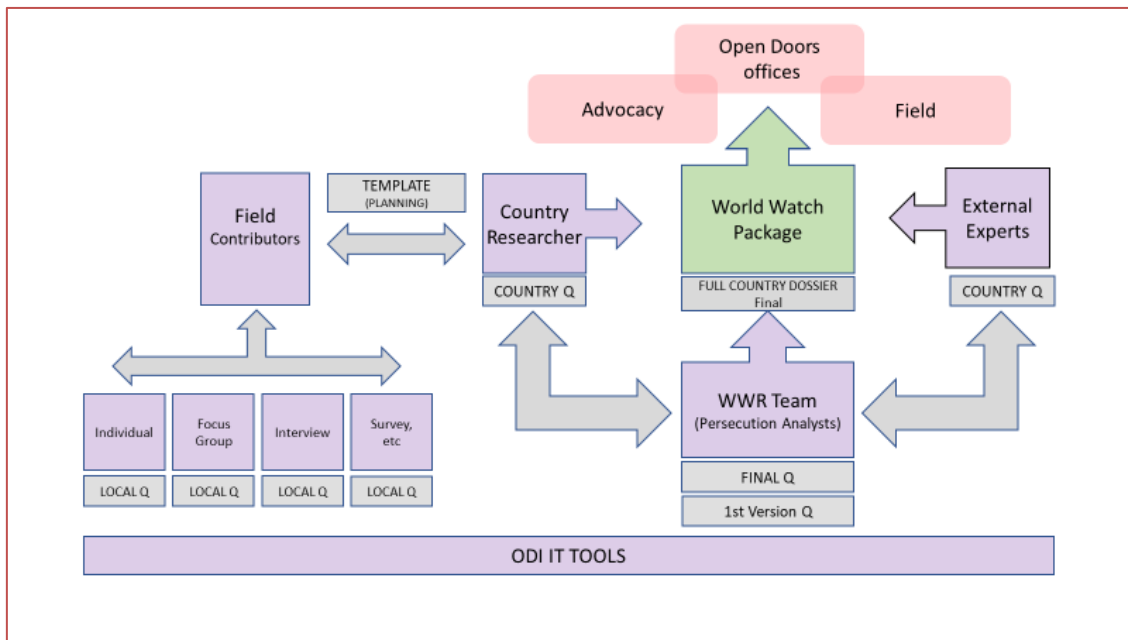 Open Doors
offices
Advocacy
Field
TEMPLATE
(PLANNING)
Field
Contributors
Country
Researcher
World Watch
Package
External
Experts
COUNTRY Q
FULL COUNTRY DOSSIER
Final
COUNTRY Q
WWR Team
(Persecution Analysts)
Individual
Focus
Group
Interview
Survey,
etc
LOCAL Q
LOCAL Q
LOCAL Q
LOCAL Q
FINAL Q
1st Version Q
ODI IT TOOLS